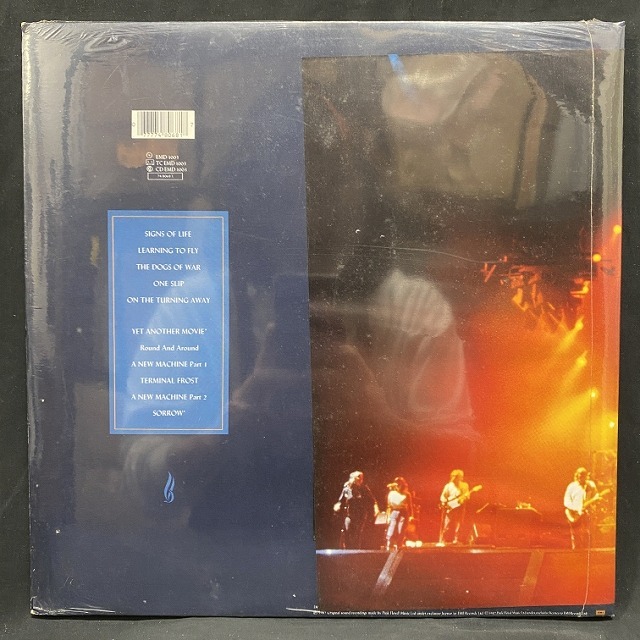 EMD 1003
TC EMD 1003
CD EMD 1003
SIGNS OF LIFE
LEARNING TO FLY
THE DOGS OF WAR
ONE SLIP
ON THE TURNING AWAY
YET ANOTHER MOVIE*
Round And Around
A NEW MACHINE Part 1
TERMINAL FROST
A NEW MACHINE Part 2
SORROW*